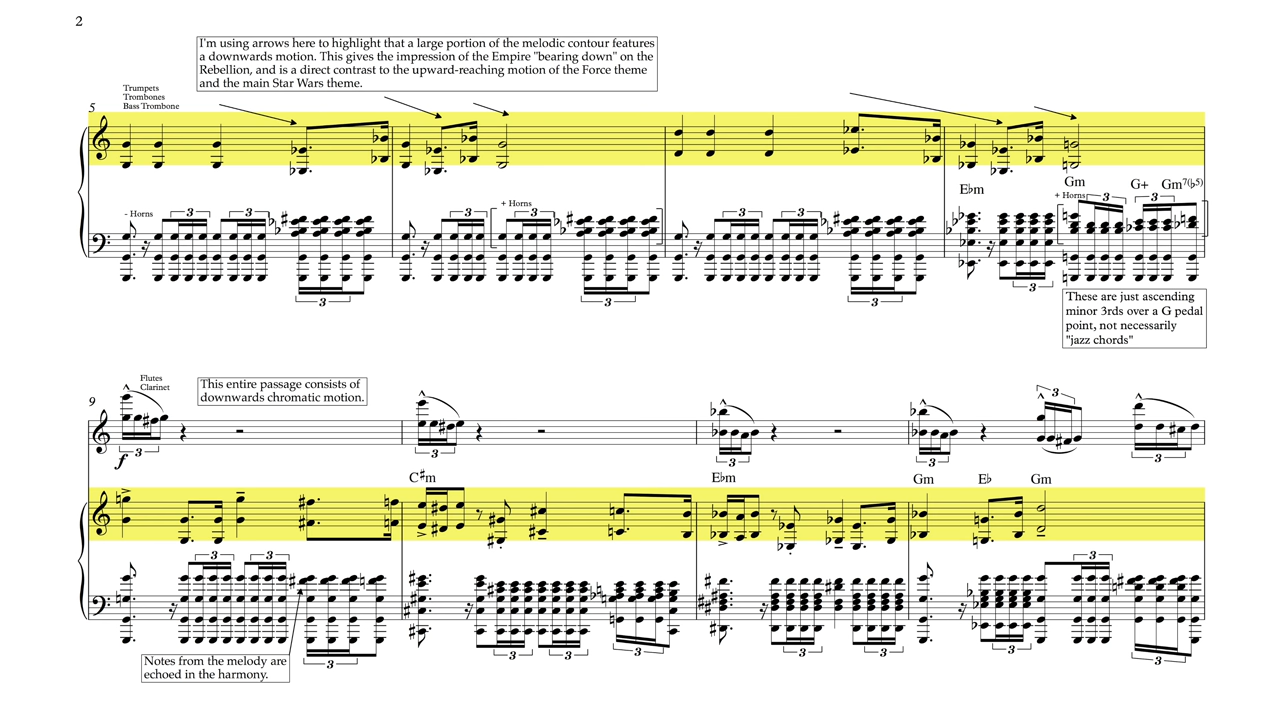 2
I'm using arrows here to highlight that a large portion of the melodic contour features
a downwards motion. This gives the impression of the Empire "bearing down" on the
Rebellion, and is a direct contrast to the upward-reaching motion of the Force theme
and the main Star Wars theme.
Trumpets
Trombones
Bass Trombone
5
E♭m
Gm
G+
Gm7(♭5)
- Horns
3
3
+ Horns
3
3
3
3
3
3
3
+ Horns
3
3
3
3
These are just ascending
minor 3rds over a G pedal
point, not necessarily
"jazz chords"
9
Flutes
Clarinet
This entire passage consists of
downwards chromatic motion.
3
f
3
3
3
3
3
C♯m
E♭m
Gm
E♭
Gm
3
3
3
3
3
3
3
3
3
3
3
Notes from the melody are
echoed in the harmony.